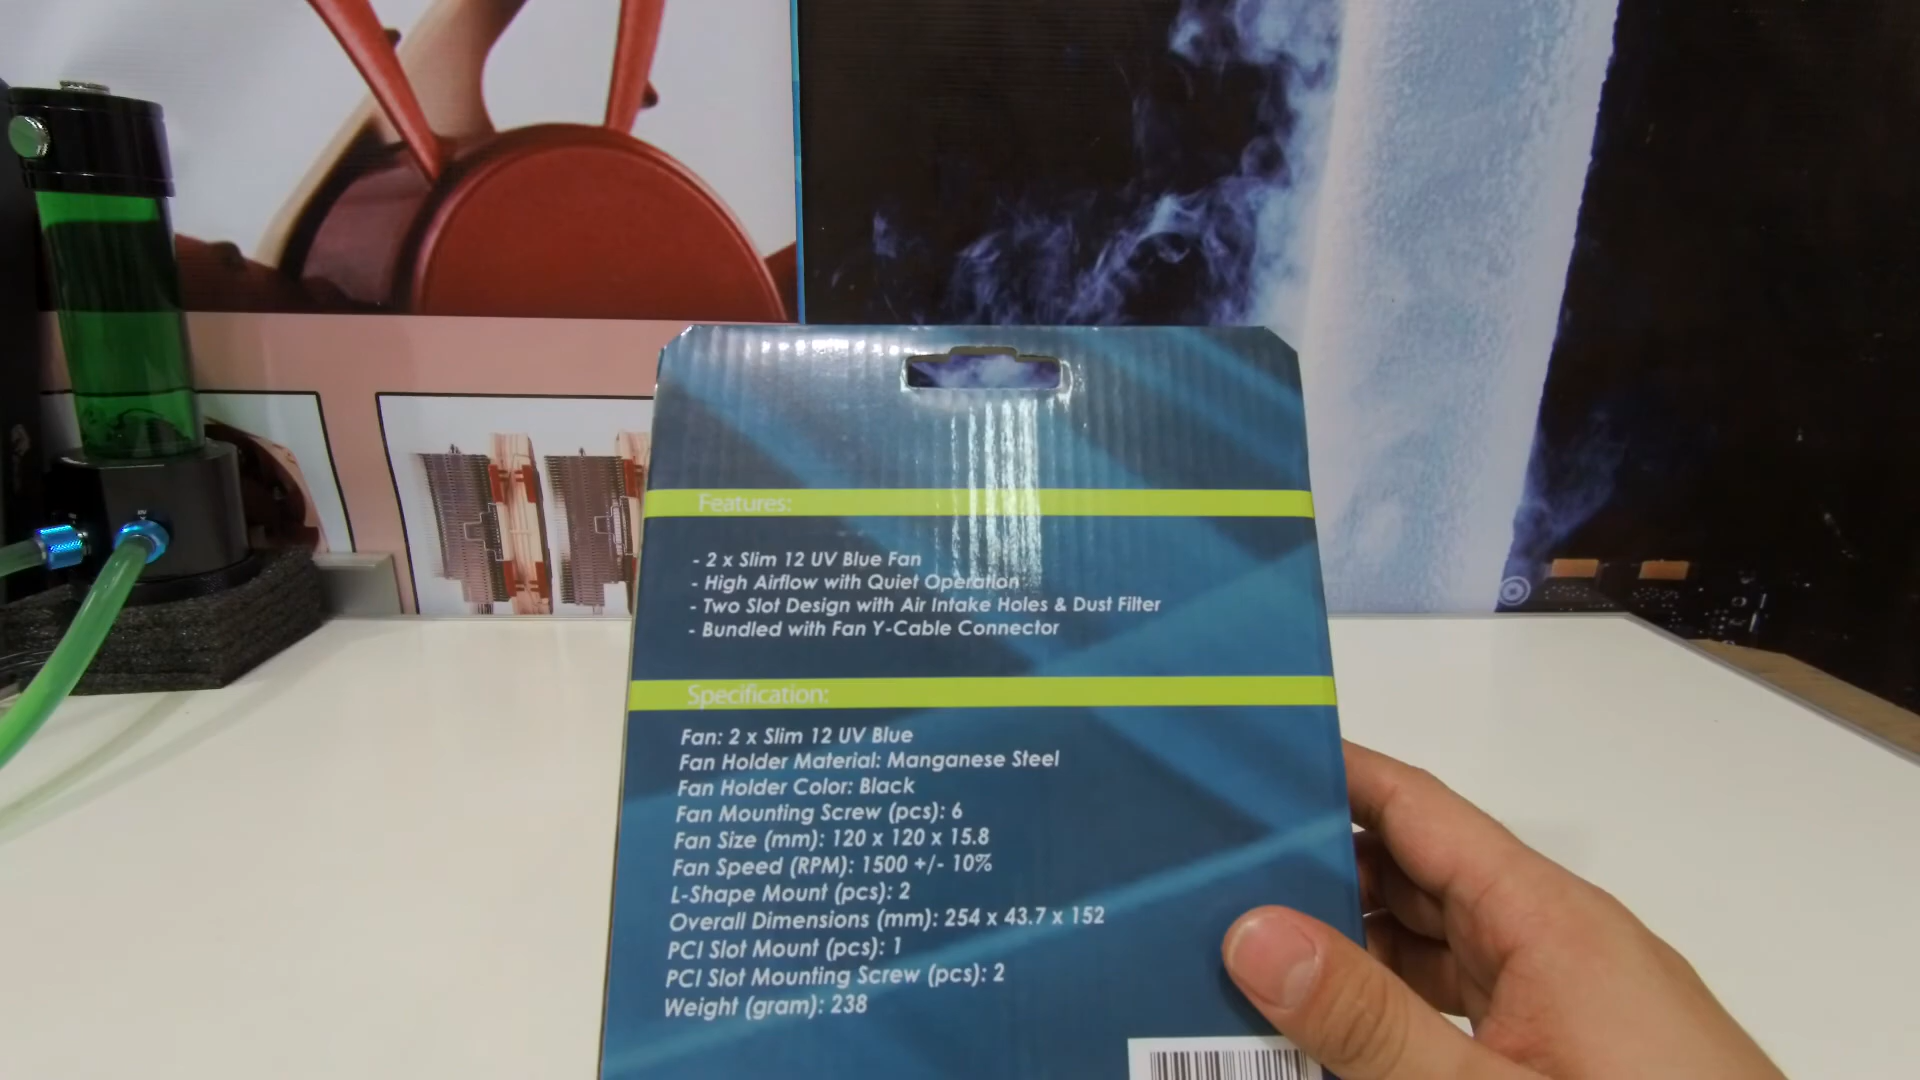 Features:
- 2 x Slim 12 UV Blue Fan
- High Airflow with Quiet Operation
- Two Slot Design with Air Intake Holes & Dust Filter
- Bundled with Fan Y-Cable Connector
Specification:
Fan: 2 x Slim 12 UV Blue
Fan Holder Material: Manganese Steel
Fan Holder Color: Black
Fan Mounting Screw (pcs): 6
Fan Size (mm): 120 x 120 x 15.8
Fan Speed (RPM): 1500 +/- 10%
L-Shape Mount (pcs): 2
Overall Dimensions (mm): 254 x 43.7 x 152
PCI Slot Mount (pcs): 1
PCI Slot Mounting Screw (pcs): 2
Weight (gram): 238